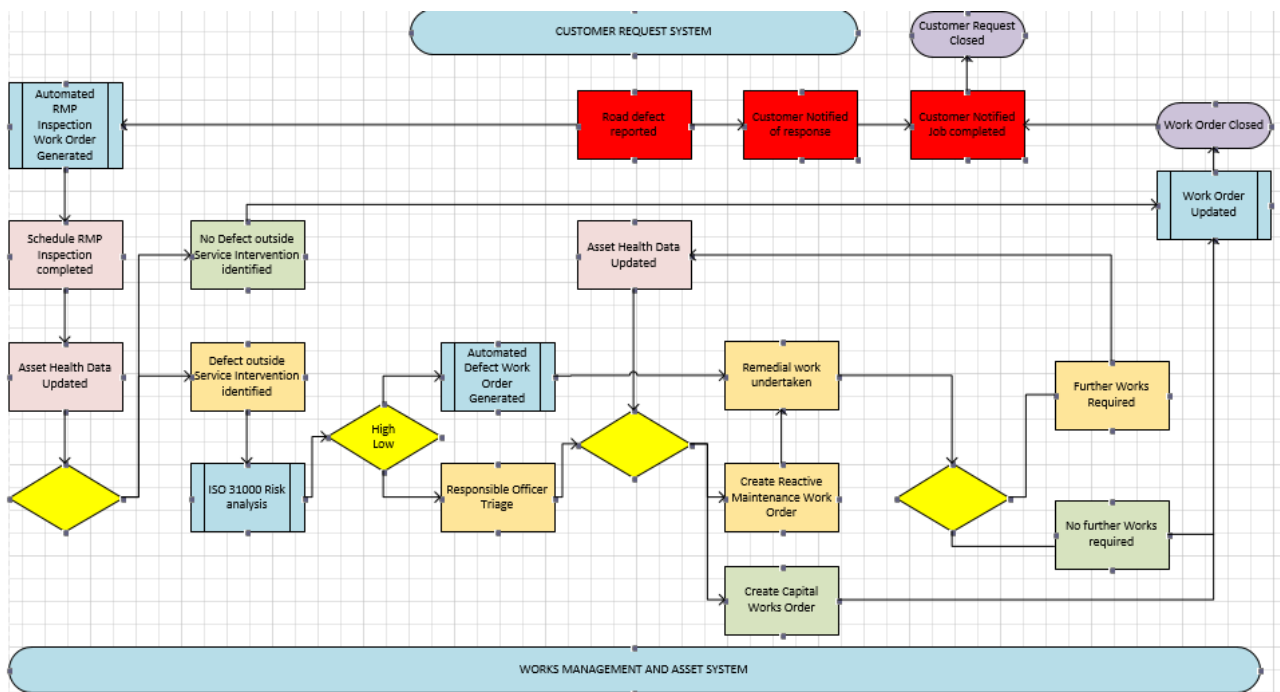 CUSTOMER REQUEST SYSTEM
Customer Request
Closed
Automated
RMP
Inspection
Work Order
Generated
Road defect
reported
Customer Notified
of response
Customer Notified
Job completed
Work Order Closed
Work Order
Updated
Schedule RMP
Inspection
completed
No Defect outside
Service Intervention
identified
Asset Health Data
Updated
Asset Health Data
Updated
Defect outside
Service Intervention
identified
Automated
Defect Work
Order
Generated
Remedial work
undertaken
Further Works
Required
High
Low
ISO 31000 Risk
analysis
Responsible Officer
Triage
Create Reactive
Maintenance Work
Order
No further Works
required
Create Capital
Works Order
WORKS MANAGEMENT AND ASSET SYSTEM